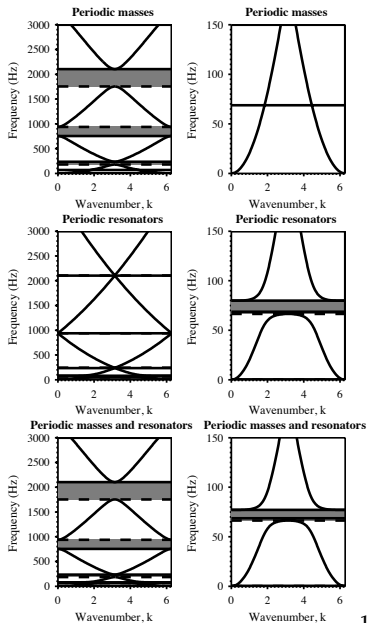 Periodic masses
Periodic masses
3000
2500
2000
1500
1000
500
0
Frequency (Hz)
0 2 4 6
Wavenumber, k
150
100
50
0
Frequency (Hz)
0 2 4 6
Wavenumber, k
Periodic resonators
Periodic resonators
3000
2500
2000
1500
1000
500
0
Frequency (Hz)
0 2 4 6
Wavenumber, k
150
100
50
0
Frequency (Hz)
0 2 4 6
Wavenumber, k
Periodic masses and resonators
Periodic masses and resonators
3000
2500
2000
1500
1000
500
0
Frequency (Hz)
0 2 4 6
Wavenumber, k
150
100
50
0
Frequency (Hz)
0 2 4 6
Wavenumber, k
1